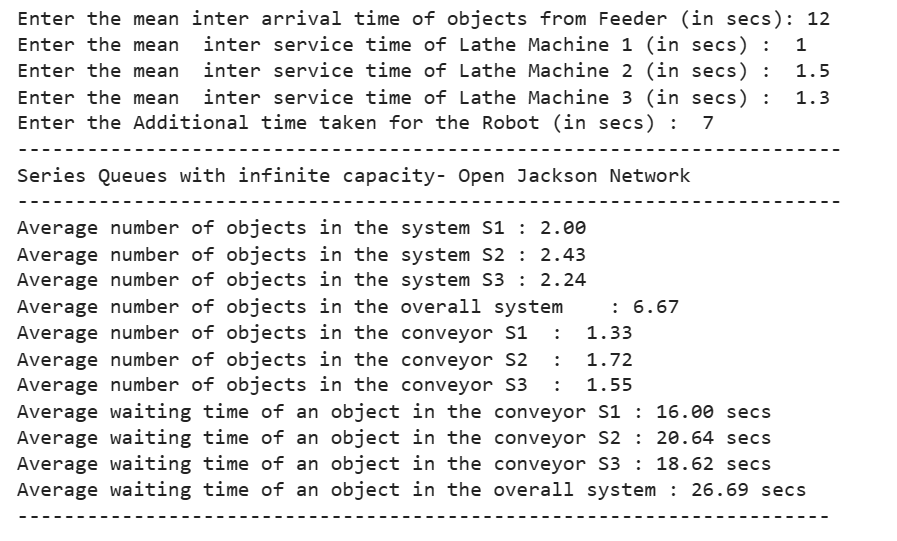 Enter the mean inter arrival time of objects from Feeder (in secs): 12
Enter the mean  inter service time of Lathe Machine 1 (in secs) :  1
Enter the mean  inter service time of Lathe Machine 2 (in secs) :  1.5
Enter the mean  inter service time of Lathe Machine 3 (in secs) :  1.3
Enter the Additional time taken for the Robot (in secs) :  7
-----------------------------------------------------------------------
Series Queues with infinite capacity- Open Jackson Network
-----------------------------------------------------------------------
Average number of objects in the system S1 : 2.00
Average number of objects in the system S2 : 2.43
Average number of objects in the system S3 : 2.24
Average number of objects in the overall system    : 6.67
Average number of objects in the conveyor S1  :  1.33
Average number of objects in the conveyor S2  :  1.72
Average number of objects in the conveyor S3  :  1.55
Average waiting time of an object in the conveyor S1 : 16.00 secs
Average waiting time of an object in the conveyor S2 : 20.64 secs
Average waiting time of an object in the conveyor S3 : 18.62 secs
Average waiting time of an object in the overall system : 26.69 secs
----------------------------------------------------------------------